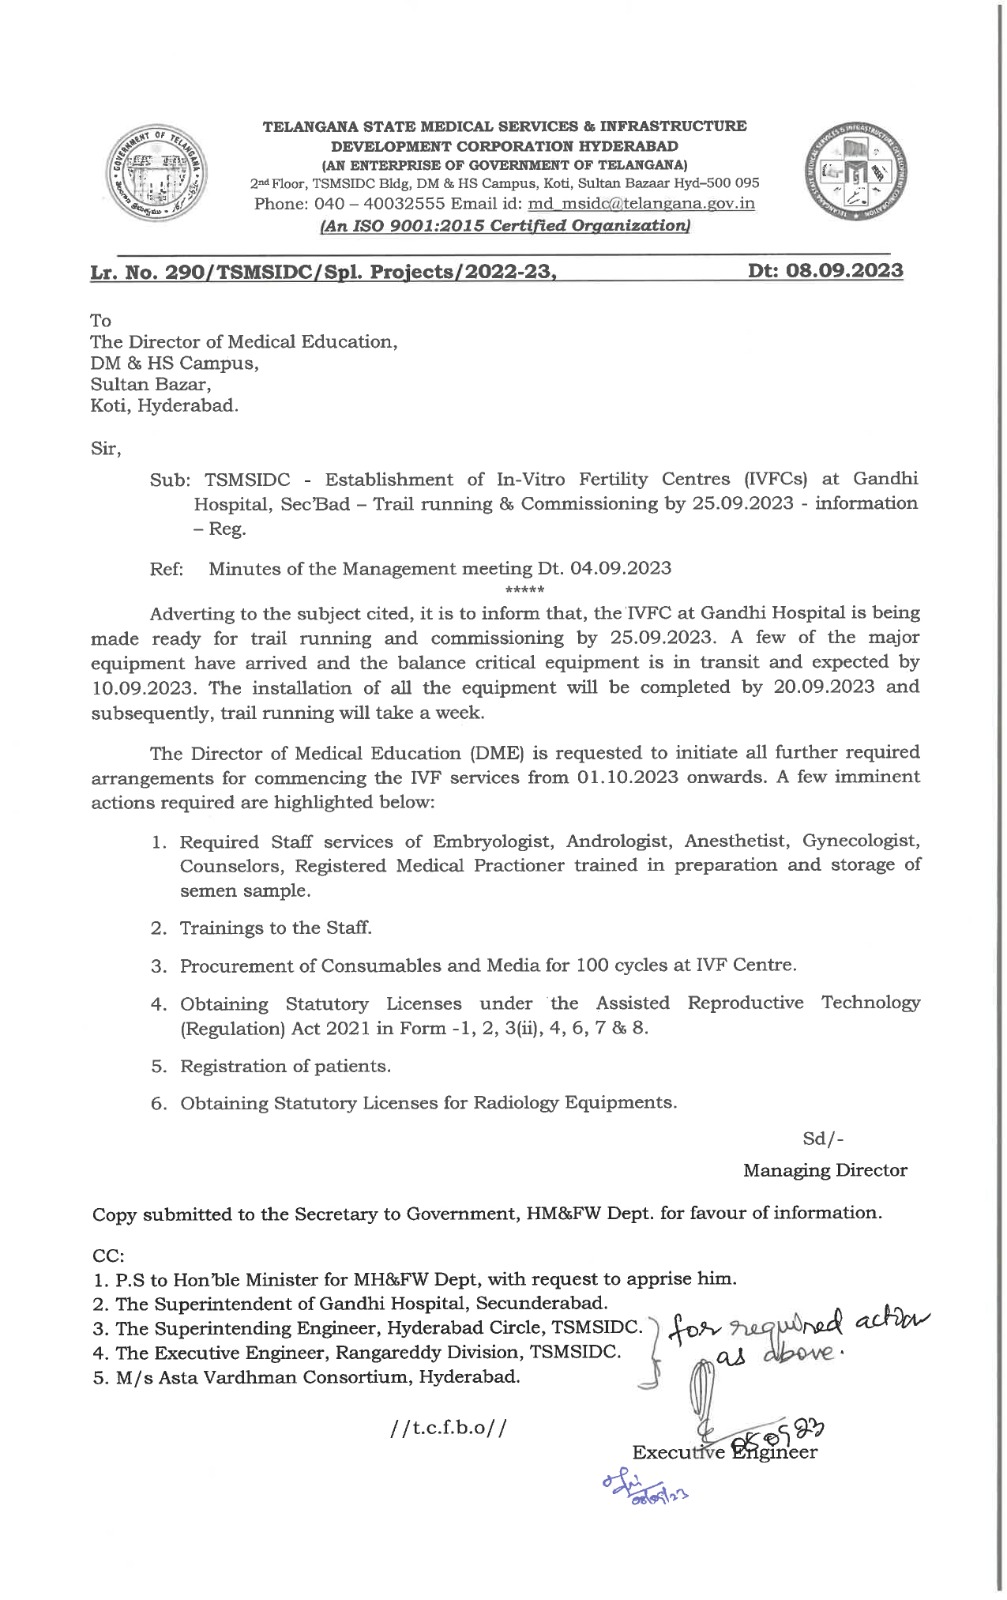 TELANGANA STATE MEDICAL SERVICES & INFRASTRUCTURE
DEVELOPMENT CORPORATION HYDERABAD
(AN ENTERPRISE OF GOVERNMENT OF TELANGANA)
2nd Floor, TSMSIDC Bldg, DM & HS Campus, Koti, Sultan Bazaar Hyd–500 095
Phone: 040 – 40032555 Email id: md_msidc@telangana.gov.in
(An ISO 9001:2015 Certified Organization)
Lr. No. 290/TSMSIDC/Spl. Projects/2022-23, Dt: 08.09.2023
To
The Director of Medical Education,
DM & HS Campus,
Sultan Bazar,
Koti, Hyderabad.
Sir,
Sub: TSMSIDC - Establishment of In-Vitro Fertility Centres (IVFCs) at Gandhi
Hospital, Sec'Bad – Trail running & Commissioning by 25.09.2023 - information
– Reg.
Ref: Minutes of the Management meeting Dt. 04.09.2023
*****
Adverting to the subject cited, it is to inform that, the IVFC at Gandhi Hospital is being
made ready for trail running and commissioning by 25.09.2023. A few of the major
equipment have arrived and the balance critical equipment is in transit and expected by
10.09.2023. The installation of all the equipment will be completed by 20.09.2023 and
subsequently, trail running will take a week.
The Director of Medical Education (DME) is requested to initiate all further required
arrangements for commencing the IVF services from 01.10.2023 onwards. A few imminent
actions required are highlighted below:
1. Required Staff services of Embryologist, Andrologist, Anesthetist, Gynecologist,
Counselors, Registered Medical Practioner trained in preparation and storage of
semen sample.
2. Trainings to the Staff.
3. Procurement of Consumables and Media for 100 cycles at IVF Centre.
4. Obtaining Statutory Licenses under the Assisted Reproductive Technology
(Regulation) Act 2021 in Form -1, 2, 3(ii), 4, 6, 7 & 8.
5. Registration of patients.
6. Obtaining Statutory Licenses for Radiology Equipments.
Sd/-
Managing Director
Copy submitted to the Secretary to Government, HM&FW Dept. for favour of information.
CC:
1. P.S to Hon'ble Minister for MH&FW Dept, with request to apprise him.
2. The Superintendent of Gandhi Hospital, Secunderabad.
3. The Superintending Engineer, Hyderabad Circle, TSMSIDC.
4. The Executive Engineer, Rangareddy Division, TSMSIDC.
5. M/s Asta Vardhman Consortium, Hyderabad.
for required action
as above.
//t.c.f.b.o//
Executive Engineer